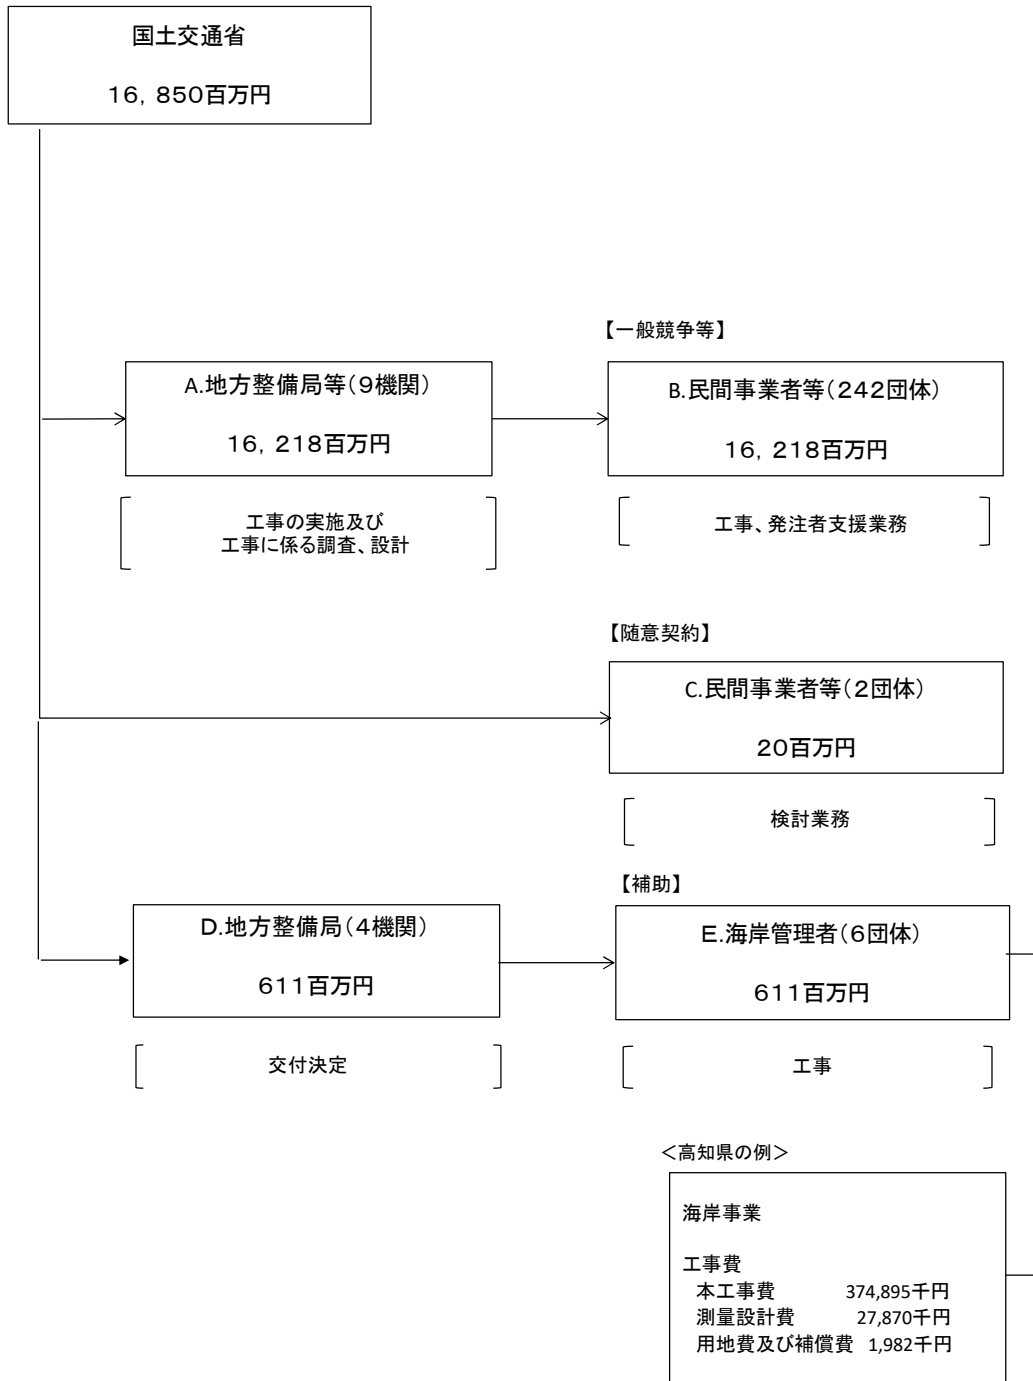 国土交通省
16，850百万円
【一般競争等】
A.地方整備局等（９機関）
16，218百万円
B.民間事業者等（２４２団体）
16，218百万円
工事の実施及び
工事に係る調査、設計
工事、発注者支援業務
【随意契約】
C.民間事業者等（２団体）
20百万円
検討業務
【補助】
Ｄ.地方整備局（４機関）
611百万円
Ｅ.海岸管理者（６団体）
611百万円
交付決定
工事
＜高知県の例＞
海岸事業
工事費
本工事費 374,895千円
測量設計費 27,870千円
用地費及び補償費 1,982千円